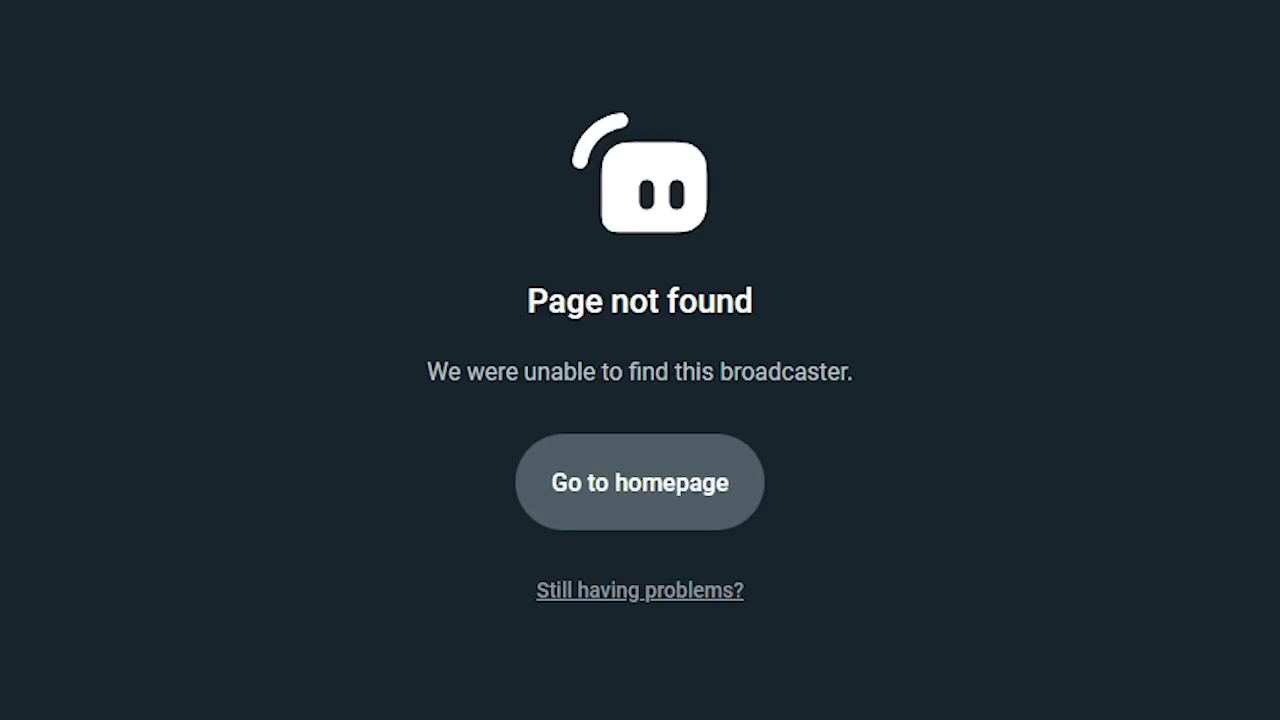 Page not found
We were unable to find this broadcaster.
Go to homepage
Still having problems?